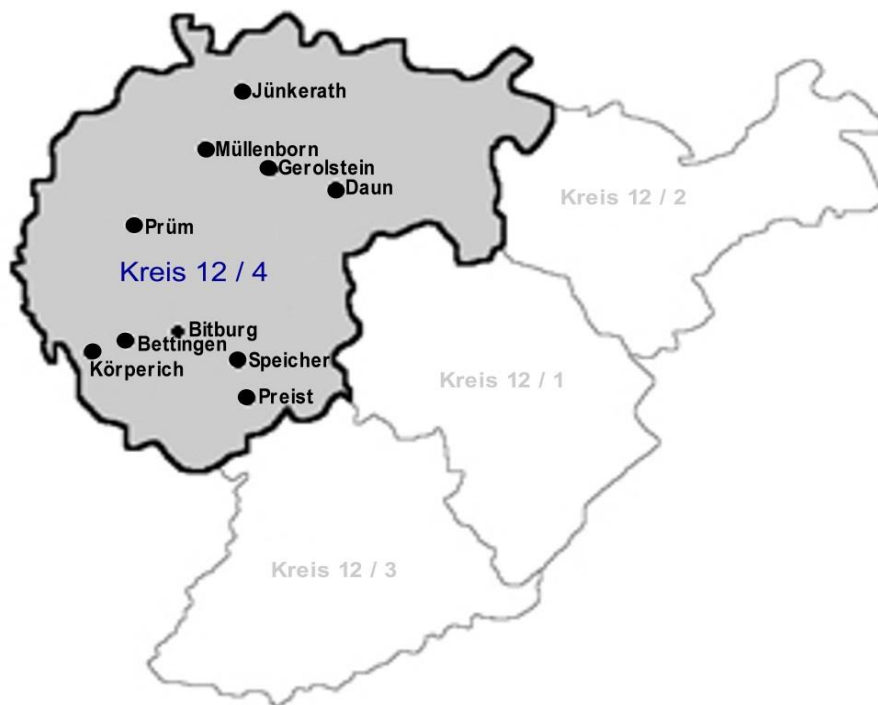 Jünkerath
Müllenborn
Gerolstein
Daun
Kreis 12 / 2
Prüm
Kreis 12 / 4
Bitburg
Bettingen
Speicher
Körperich
Kreis 12 / 1
Preist
Kreis 12 / 3